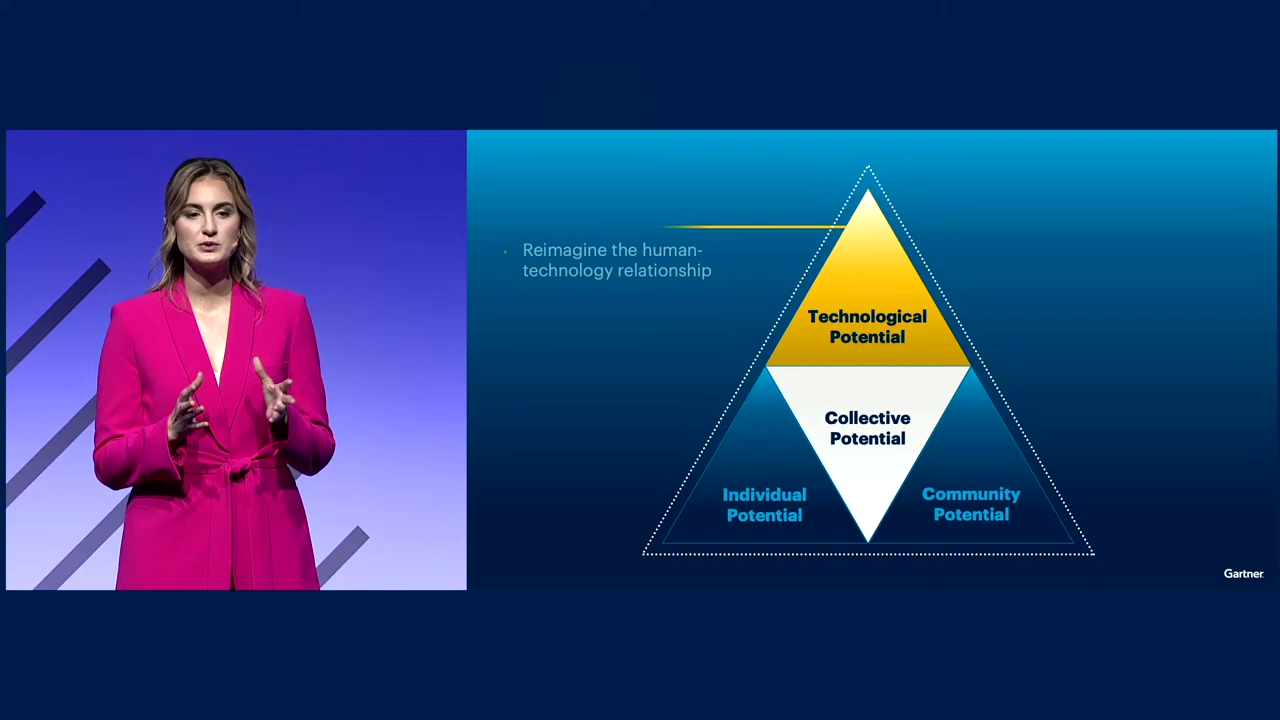 Reimagine the human-
technology relationship
Technological
Potential
Collective
Potential
Individual
Potential
Community
Potential
Gartner